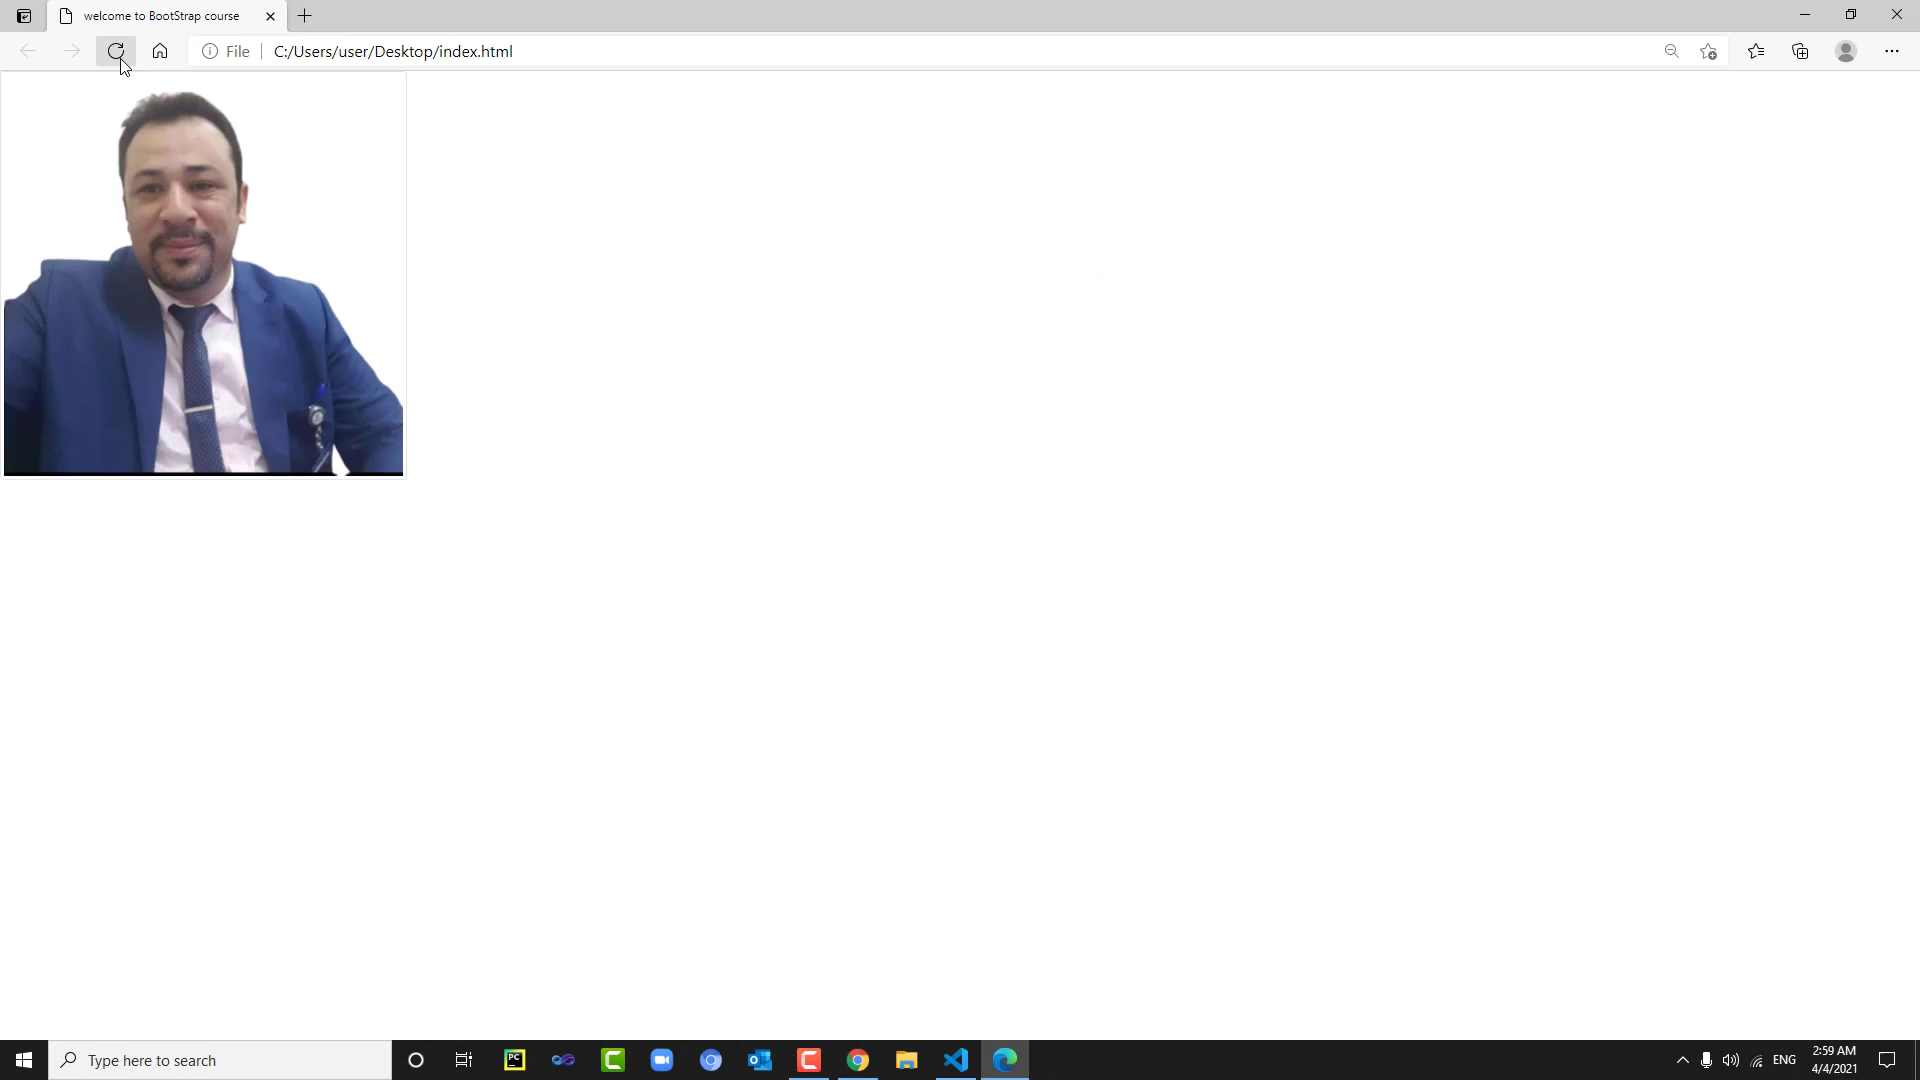 welcome to BootStrap course
File
C:/Users/user/Desktop/index.html
Type here to search
PC
ENG
2:59 AM
4/4/2021